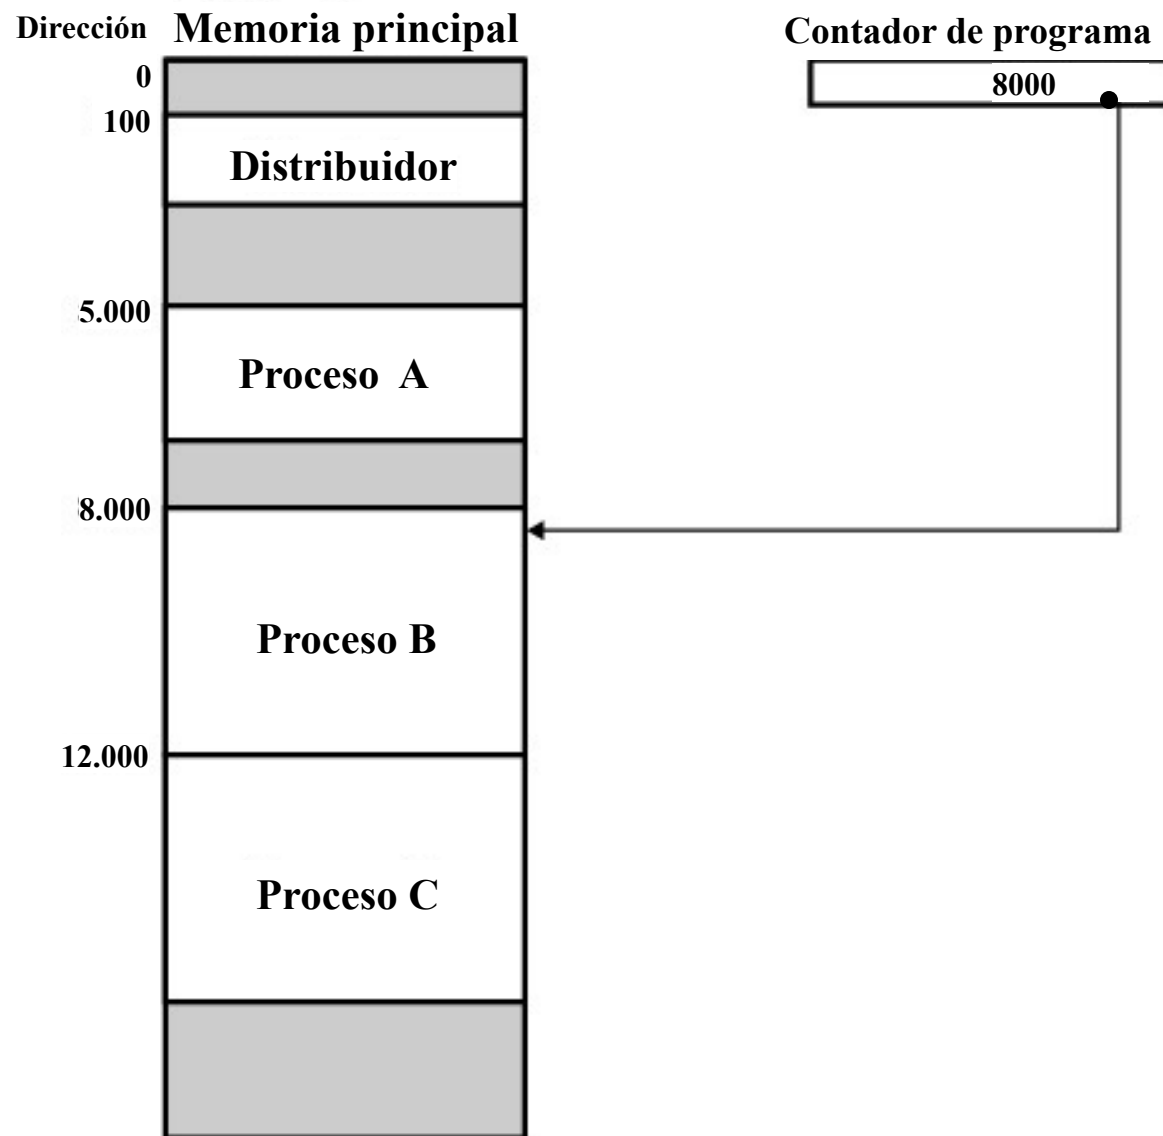 Dirección
Memoria principal
Contador de programa
0
8000
100
Distribuidor
5.000
Proceso A
8.000
Proceso B
12.000
Proceso C